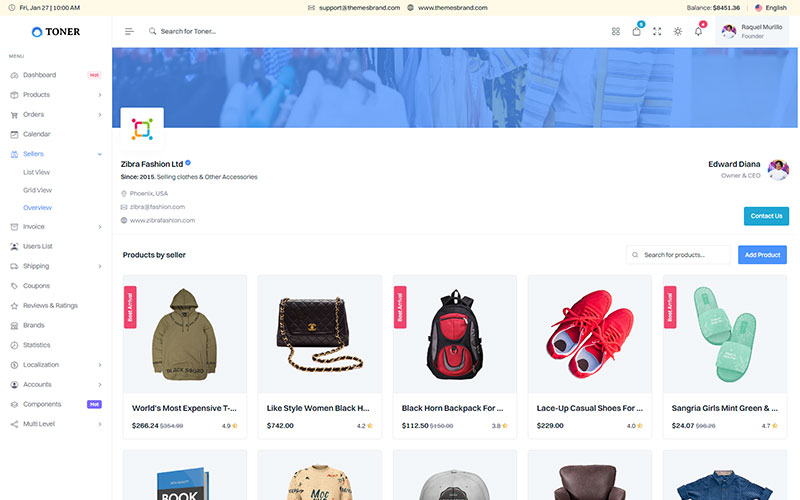 Fri, Jan 27 | 10:00 AM
support@themesbrand.com
www.themesbrand.com
Balance: $8451.36
English
TONER
Search for Toner...
5
4
Raquel Murillo
Founder
MENU
Dashboard
Hot
Products
Orders
Calendar
Sellers
List View
Grid View
Overview
Invoice
Users List
Shipping
Coupons
Reviews & Ratings
Brands
Statistics
Localization
Accounts
Components
Hot
Multi Level
Zibra Fashion Ltd
Since: 2015. Selling clothes & Other Accessories
Phoenix, USA
zibra@fashion.com
www.zibrafashion.com
Edward Diana
Owner & CEO
Contact Us
Products by seller
Search for products...
Add Product
Best Arrival
BLACK SQUAD
World's Most Expensive T-...
$266.24 $354.99
4.9
Like Style Women Black H...
$742.00
4.2
Best Arrival
Black Horn Backpack For ...
$112.50 $150.00
3.8
Lace-Up Casual Shoes For ...
$229.00
4.0
Best Arrival
Sangria Girls Mint Green & ...
$24.07 $96.26
4.7
BOOK